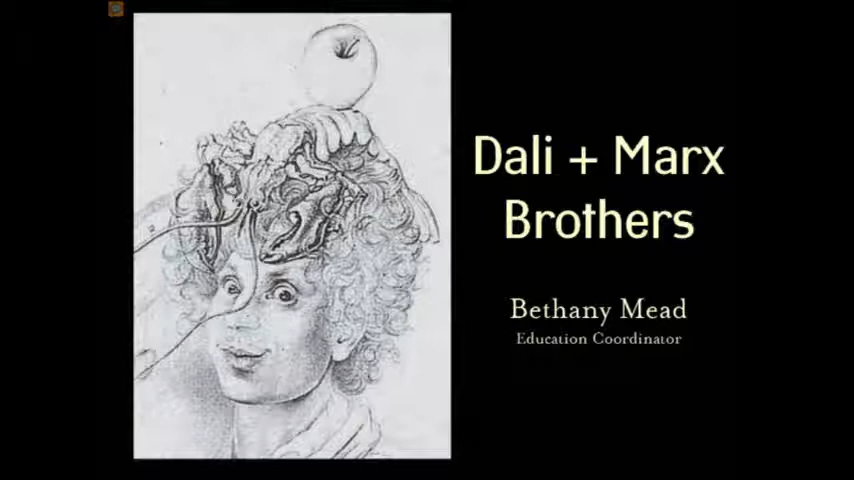 Dali + Marx
Brothers
Bethany Mead
Education Coordinator